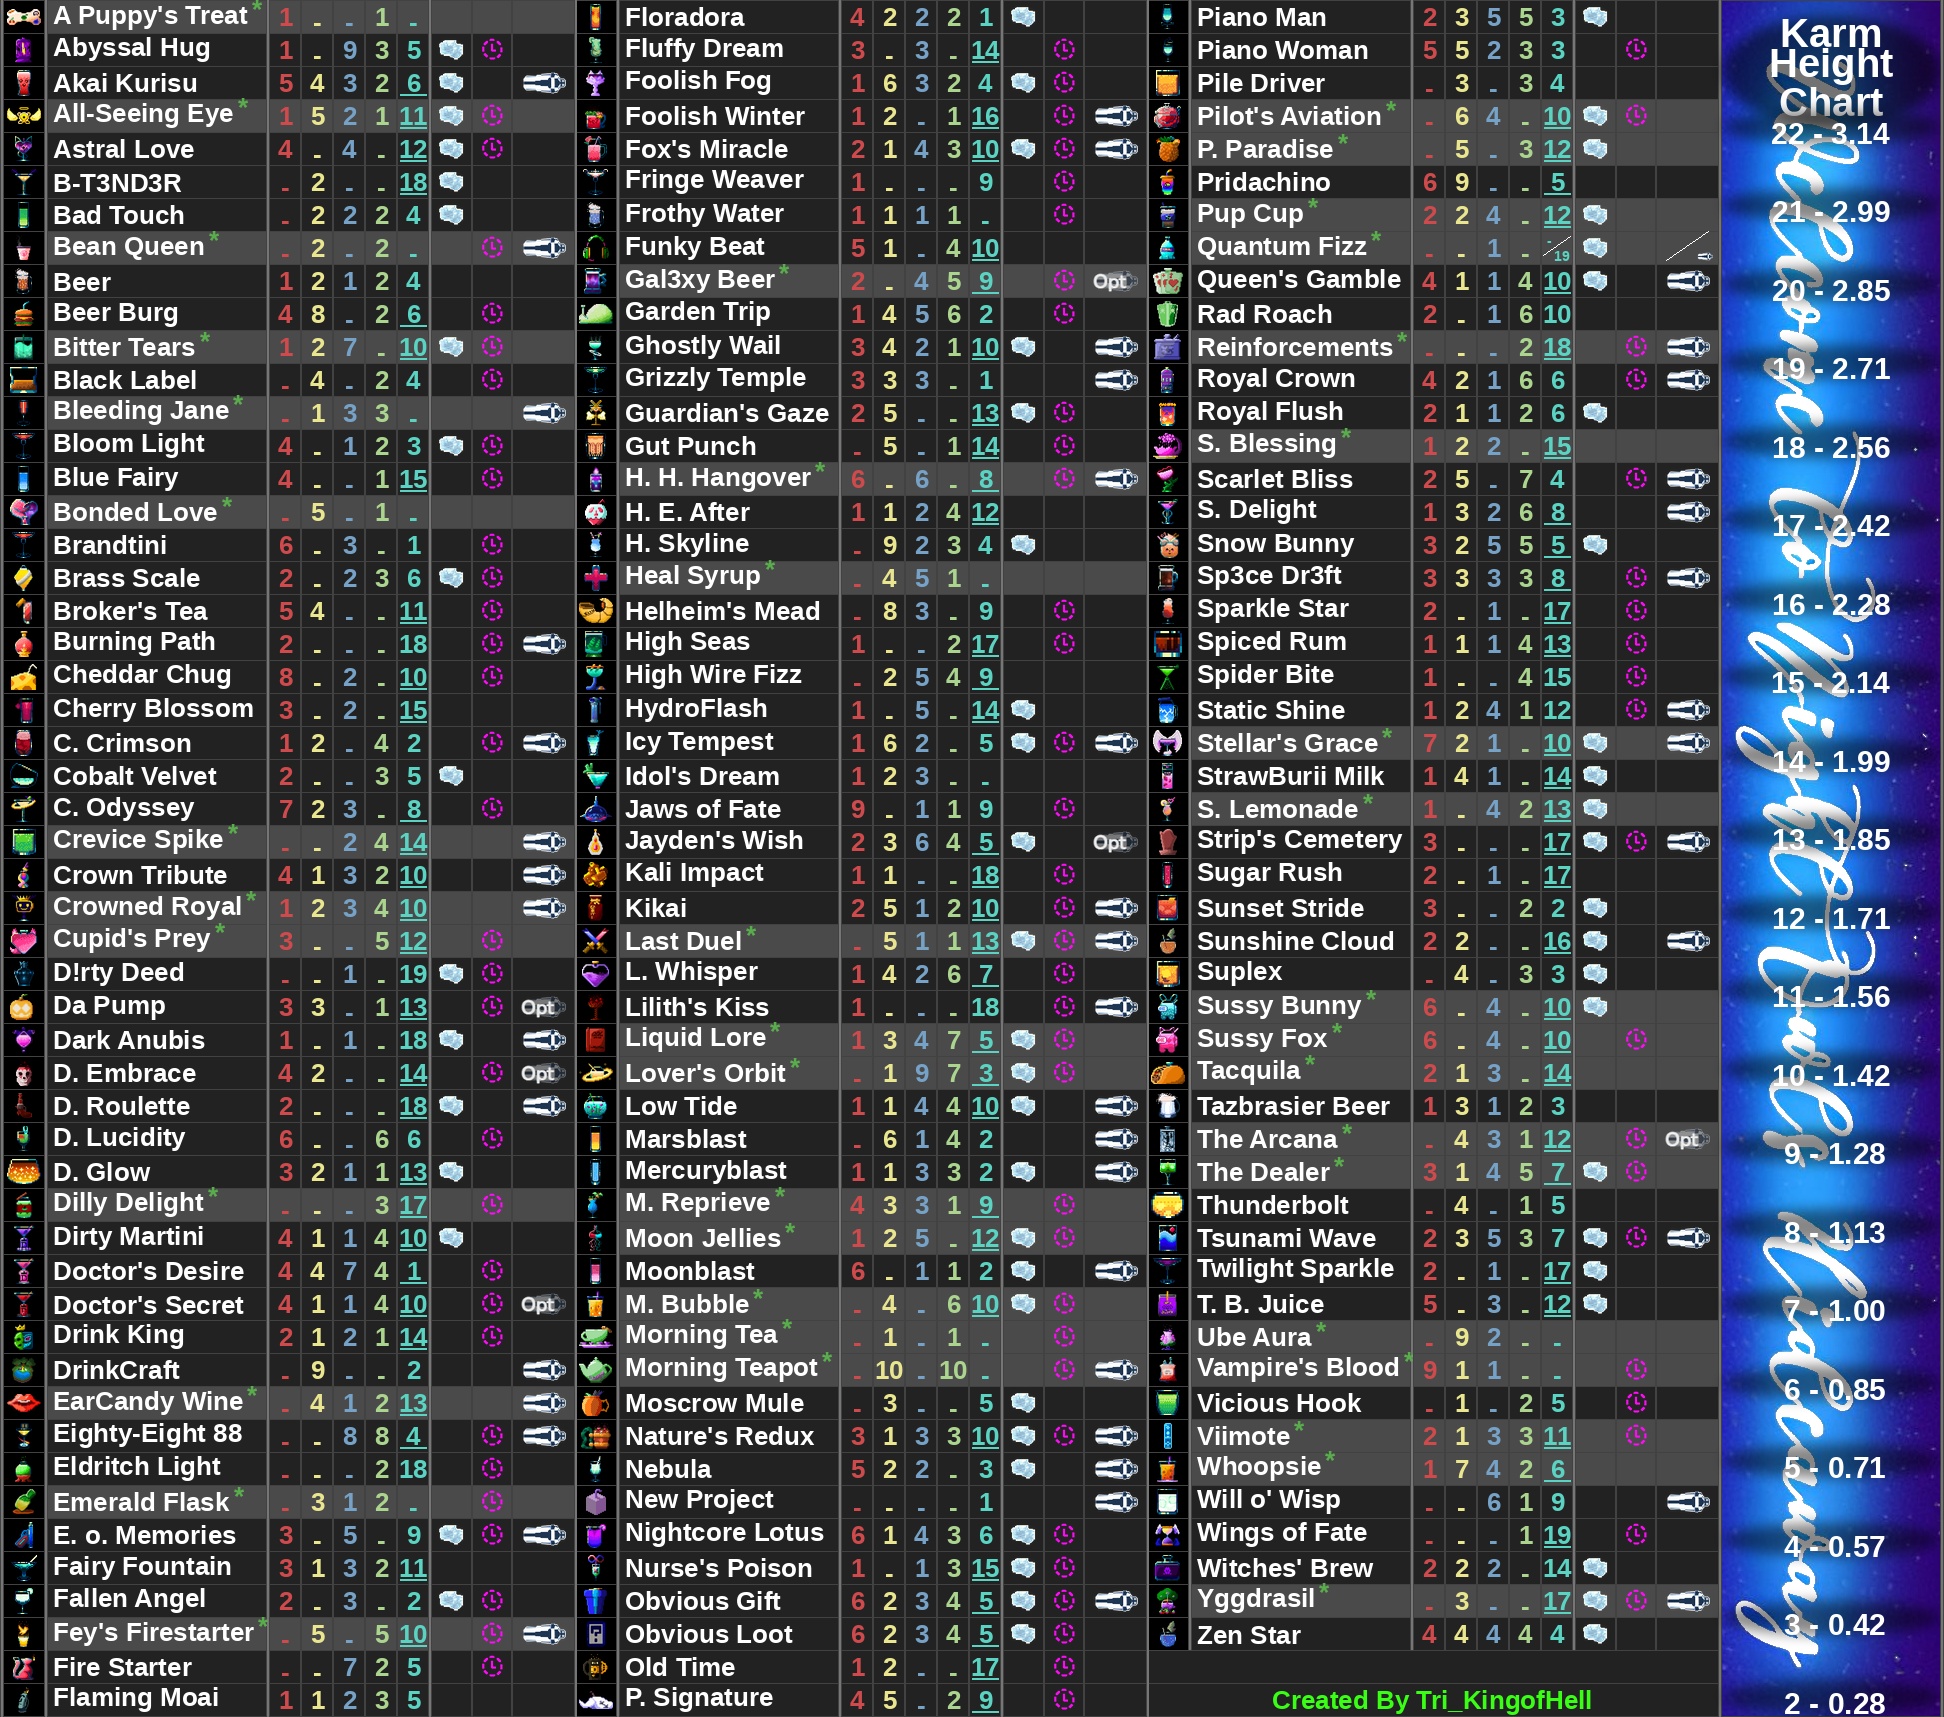 A Puppy's Treat * 1 - - 1 -
Abyssal Hug 1 - 9 3 5
Akai Kurisu 5 4 3 2 6
All-Seeing Eye * 1 5 2 1 11
Astral Love 4 - 4 - 12
B-T3ND3R - 2 - - 18
Bad Touch - 2 2 2 4
Bean Queen * - 2 - 2 -
Beer 1 2 1 2 4
Beer Burg 4 8 - 2 6
Bitter Tears * 1 2 7 - 10
Black Label - 4 - 2 4
Bleeding Jane * - 1 3 3 -
Bloom Light 4 - 1 2 3
Blue Fairy 4 - - 1 15
Bonded Love * - 5 - 1 -
Brandtini 6 - 3 - 1
Brass Scale 2 - 2 3 6
Broker's Tea 5 4 - - 11
Burning Path 2 - - - 18
Cheddar Chug 8 - 2 - 10
Cherry Blossom 3 - 2 - 15
C. Crimson 1 2 - 4 2
Cobalt Velvet 2 - - 3 5
C. Odyssey 7 2 3 - 8
Crevice Spike * - - 2 4 14
Crown Tribute 4 1 3 2 10
Crowned Royal * 1 2 3 4 10
Cupid's Prey * 3 - - 5 12
D!rty Deed - - 1 - 19
Da Pump 3 3 - 1 13 Opt
Dark Anubis 1 - 1 - 18
D. Embrace 4 2 - - 14 Opt
D. Roulette 2 - - - 18
D. Lucidity 6 - - 6 6
D. Glow 3 2 1 1 13
Dilly Delight * - - - 3 17
Dirty Martini 4 1 1 4 10
Doctor's Desire 4 4 7 4 1
Doctor's Secret 4 1 1 4 10 Opt
Drink King 2 1 2 1 14
DrinkCraft - 9 - - 2
EarCandy Wine * - 4 1 2 13
Eighty-Eight 88 - - 8 8 4
Eldritch Light - - - 2 18
Emerald Flask * - 3 1 2 -
E. o. Memories 3 - 5 - 9
Fairy Fountain 3 1 3 2 11
Fallen Angel 2 - 3 - 2
Fey's Firestarter * - 5 - 5 10
Fire Starter - - 7 2 5
Flaming Moai 1 1 2 3 5
Floradora 4 2 2 2 1
Fluffy Dream 3 - 3 - 14
Foolish Fog 1 6 3 2 4
Foolish Winter 1 2 - 1 16
Fox's Miracle 2 1 4 3 10
Fringe Weaver 1 - - - 9
Frothy Water 1 1 1 1 -
Funky Beat 5 1 - 4 10
Gal3xy Beer * 2 - 4 5 9 Opt
Garden Trip 1 4 5 6 2
Ghostly Wail 3 4 2 1 10
Grizzly Temple 3 3 3 - 1
Guardian's Gaze 2 5 - - 13
Gut Punch - 5 - 1 14
H. H. Hangover * 6 - 6 - 8
H. E. After 1 1 2 4 12
H. Skyline - 9 2 3 4
Heal Syrup * - 4 5 1 -
Helheim's Mead - 8 3 - 9
High Seas 1 - - 2 17
High Wire Fizz - 2 5 4 9
HydroFlash 1 - 5 - 14
Icy Tempest 1 6 2 - 5
Idol's Dream 1 2 3 - -
Jaws of Fate 9 - 1 1 9
Jayden's Wish 2 3 6 4 5 Opt
Kali Impact 1 1 - - 18
Kikai 2 5 1 2 10
Last Duel * - 5 1 1 13
L. Whisper 1 4 2 6 7
Lilith's Kiss 1 - - - 18
Liquid Lore * 1 3 4 7 5
Lover's Orbit * - 1 9 7 3
Low Tide 1 1 4 4 10
Marsblast - 6 1 4 2
Mercuryblast 1 1 3 3 2
M. Reprieve * 4 3 3 1 9
Moon Jellies * 1 2 5 - 12
Moonblast 6 - 1 1 2
M. Bubble * - 4 - 6 10
Morning Tea * - 1 - 1 -
Morning Teapot * - 10 - 10 -
Moscrow Mule - 3 - - 5
Nature's Redux 3 1 3 3 10
Nebula 5 2 2 - 3
New Project - - - - 1
Nightcore Lotus 6 1 4 3 6
Nurse's Poison 1 - 1 3 15
Obvious Gift 6 2 3 4 5
Obvious Loot 6 2 3 4 5
Old Time 1 2 - - 17
P. Signature 4 5 - 2 9
Piano Man 2 3 5 5 3
Piano Woman 5 5 2 3 3
Pile Driver - 3 - 3 4
Pilot's Aviation * - 6 4 - 10
P. Paradise * - 5 - 3 12
Pridachino 6 9 - - 5
Pup Cup * 2 2 4 - 12
Quantum Fizz * - - 1 - -/19
Queen's Gamble 4 1 1 4 10
Rad Roach 2 - 1 6 10
Reinforcements * - - - 2 18
Royal Crown 4 2 1 6 6
Royal Flush 2 1 1 2 6
S. Blessing * 1 2 2 - 15
Scarlet Bliss 2 5 - 7 4
S. Delight 1 3 2 6 8
Snow Bunny 3 2 5 5 5
Sp3ce Dr3ft 3 3 3 3 8
Sparkle Star 2 - 1 - 17
Spiced Rum 1 1 1 4 13
Spider Bite 1 - - 4 15
Static Shine 1 2 4 1 12
Stellar's Grace * 7 2 1 - 10
StrawBurii Milk 1 4 1 - 14
S. Lemonade * 1 - 4 2 13
Strip's Cemetery 3 - - - 17
Sugar Rush 2 - 1 - 17
Sunset Stride 3 - - 2 2
Sunshine Cloud 2 2 - - 16
Suplex - 4 - 3 3
Sussy Bunny * 6 - 4 - 10
Sussy Fox * 6 - 4 - 10
Tacquila * 2 1 3 - 14
Tazbrasier Beer 1 3 1 2 3
The Arcana * - 4 3 1 12 Opt
The Dealer * 3 1 4 5 7
Thunderbolt - 4 - 1 5
Tsunami Wave 2 3 5 3 7
Twilight Sparkle 2 - 1 - 17
T. B. Juice 5 - 3 - 12
Ube Aura * - 9 2 - -
Vampire's Blood * 9 1 1 - -
Vicious Hook - 1 - 2 5
Viimote * 2 1 3 3 11
Whoopsie * 1 7 4 2 6
Will o' Wisp - - 6 1 9
Wings of Fate - - - 1 19
Witches' Brew 2 2 2 - 14
Yggdrasil * - 3 - - 17
Zen Star 4 4 4 4 4
Created By Tri_KingofHell
Karm
Height
Chart
22 - 3.14
21 - 2.99
20 - 2.85
19 - 2.71
18 - 2.56
17 - 2.42
16 - 2.28
15 - 2.14
14 - 1.99
13 - 1.85
12 - 1.71
11 - 1.56
10 - 1.42
9 - 1.28
8 - 1.13
7 - 1.00
6 - 0.85
5 - 0.71
4 - 0.57
3 - 0.42
2 - 0.28
Welcome to Night